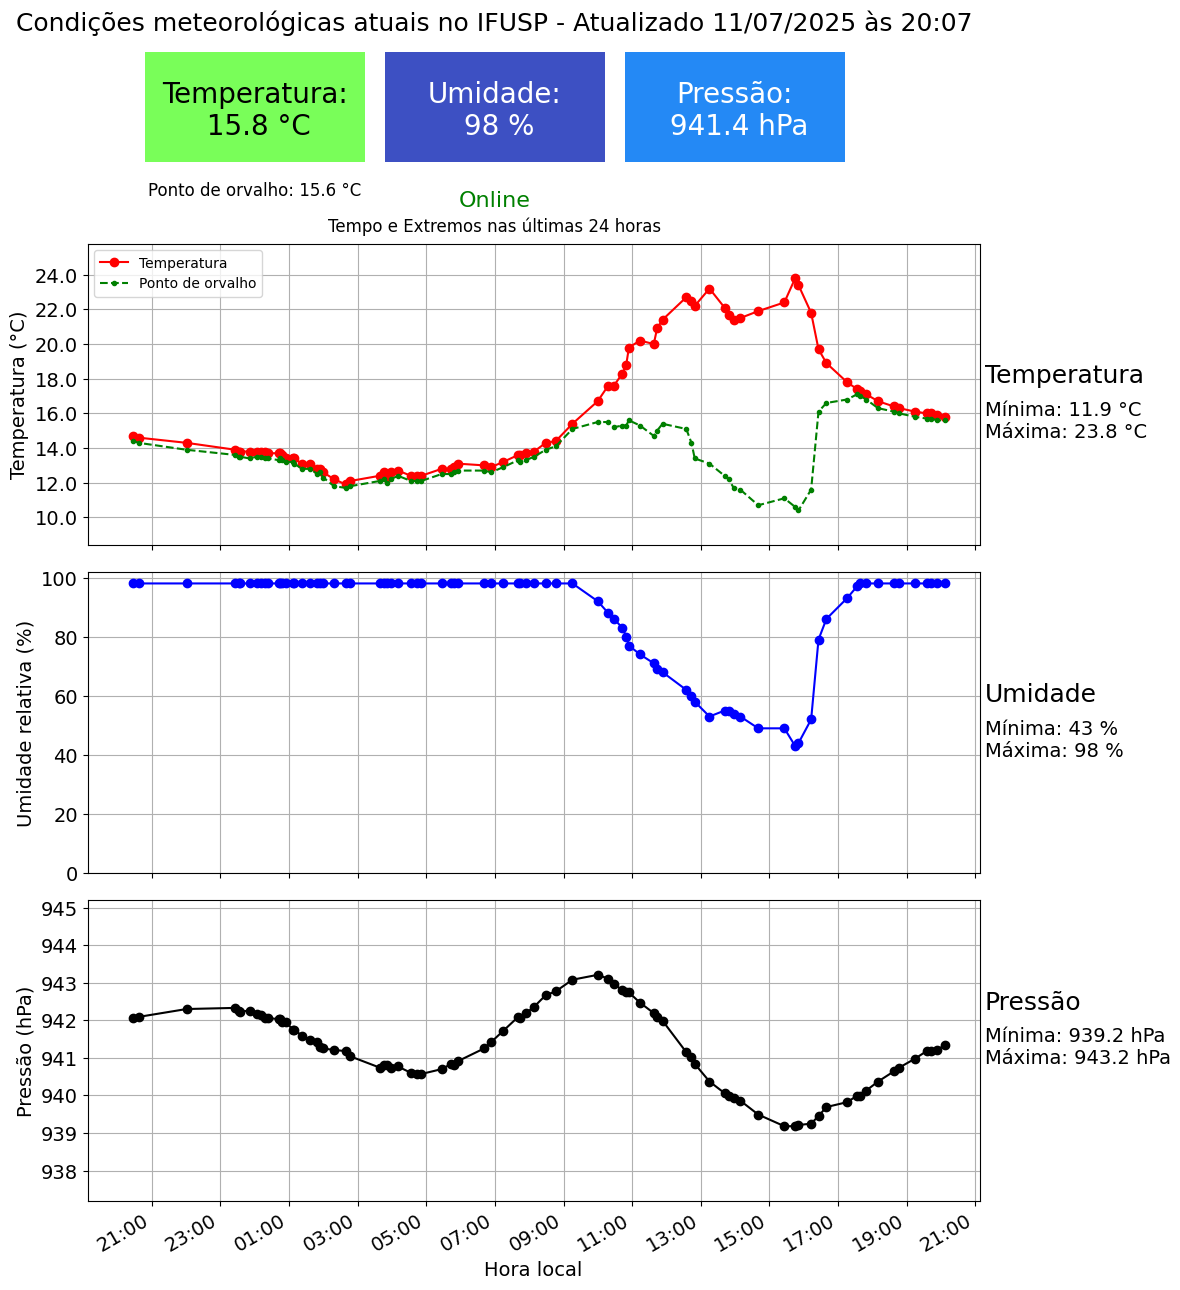 Condições meteorológicas atuais no IFUSP - Atualizado 11/07/2025 às 20:07
Temperatura:
15.8 °C
Umidade:
98 %
Pressão:
941.4 hPa
Ponto de orvalho: 15.6 °C
Online
Tempo e Extremos nas últimas 24 horas
Temperatura
Ponto de orvalho
Temperatura (°C)
24.0
22.0
20.0
18.0
16.0
14.0
12.0
10.0
Temperatura
Mínima: 11.9 °C
Máxima: 23.8 °C
Umidade relativa (%)
100
80
60
40
20
0
Umidade
Mínima: 43 %
Máxima: 98 %
Pressão (hPa)
945
944
943
942
941
940
939
938
Pressão
Mínima: 939.2 hPa
Máxima: 943.2 hPa
21:00 23:00 01:00 03:00 05:00 07:00 09:00 11:00 13:00 15:00 17:00 19:00 21:00
Hora local